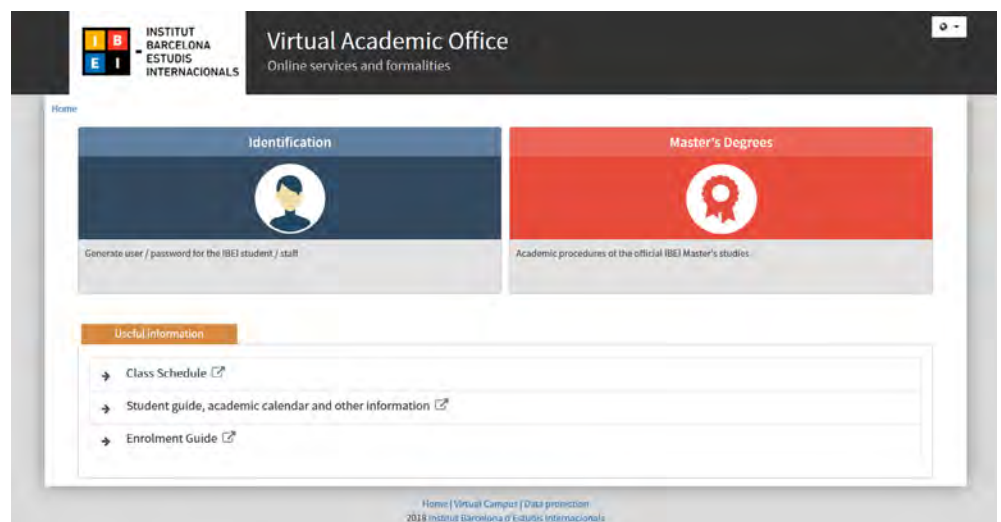 I B
E I
INSTITUT
BARCELONA
ESTUDIS
INTERNACIONALS
Virtual Academic Office
Online services and formalities
Home
Identification
Master's Degrees
Generate user / password for the IBEI student / staff
Academic procedures of the official IBEI Master's studies
Useful information
Class Schedule
Student guide, academic calendar and other information
Enrolment Guide
Home | Virtual Campus | Data protection
2018 Institut Barcelona d'Estudis Internacionals